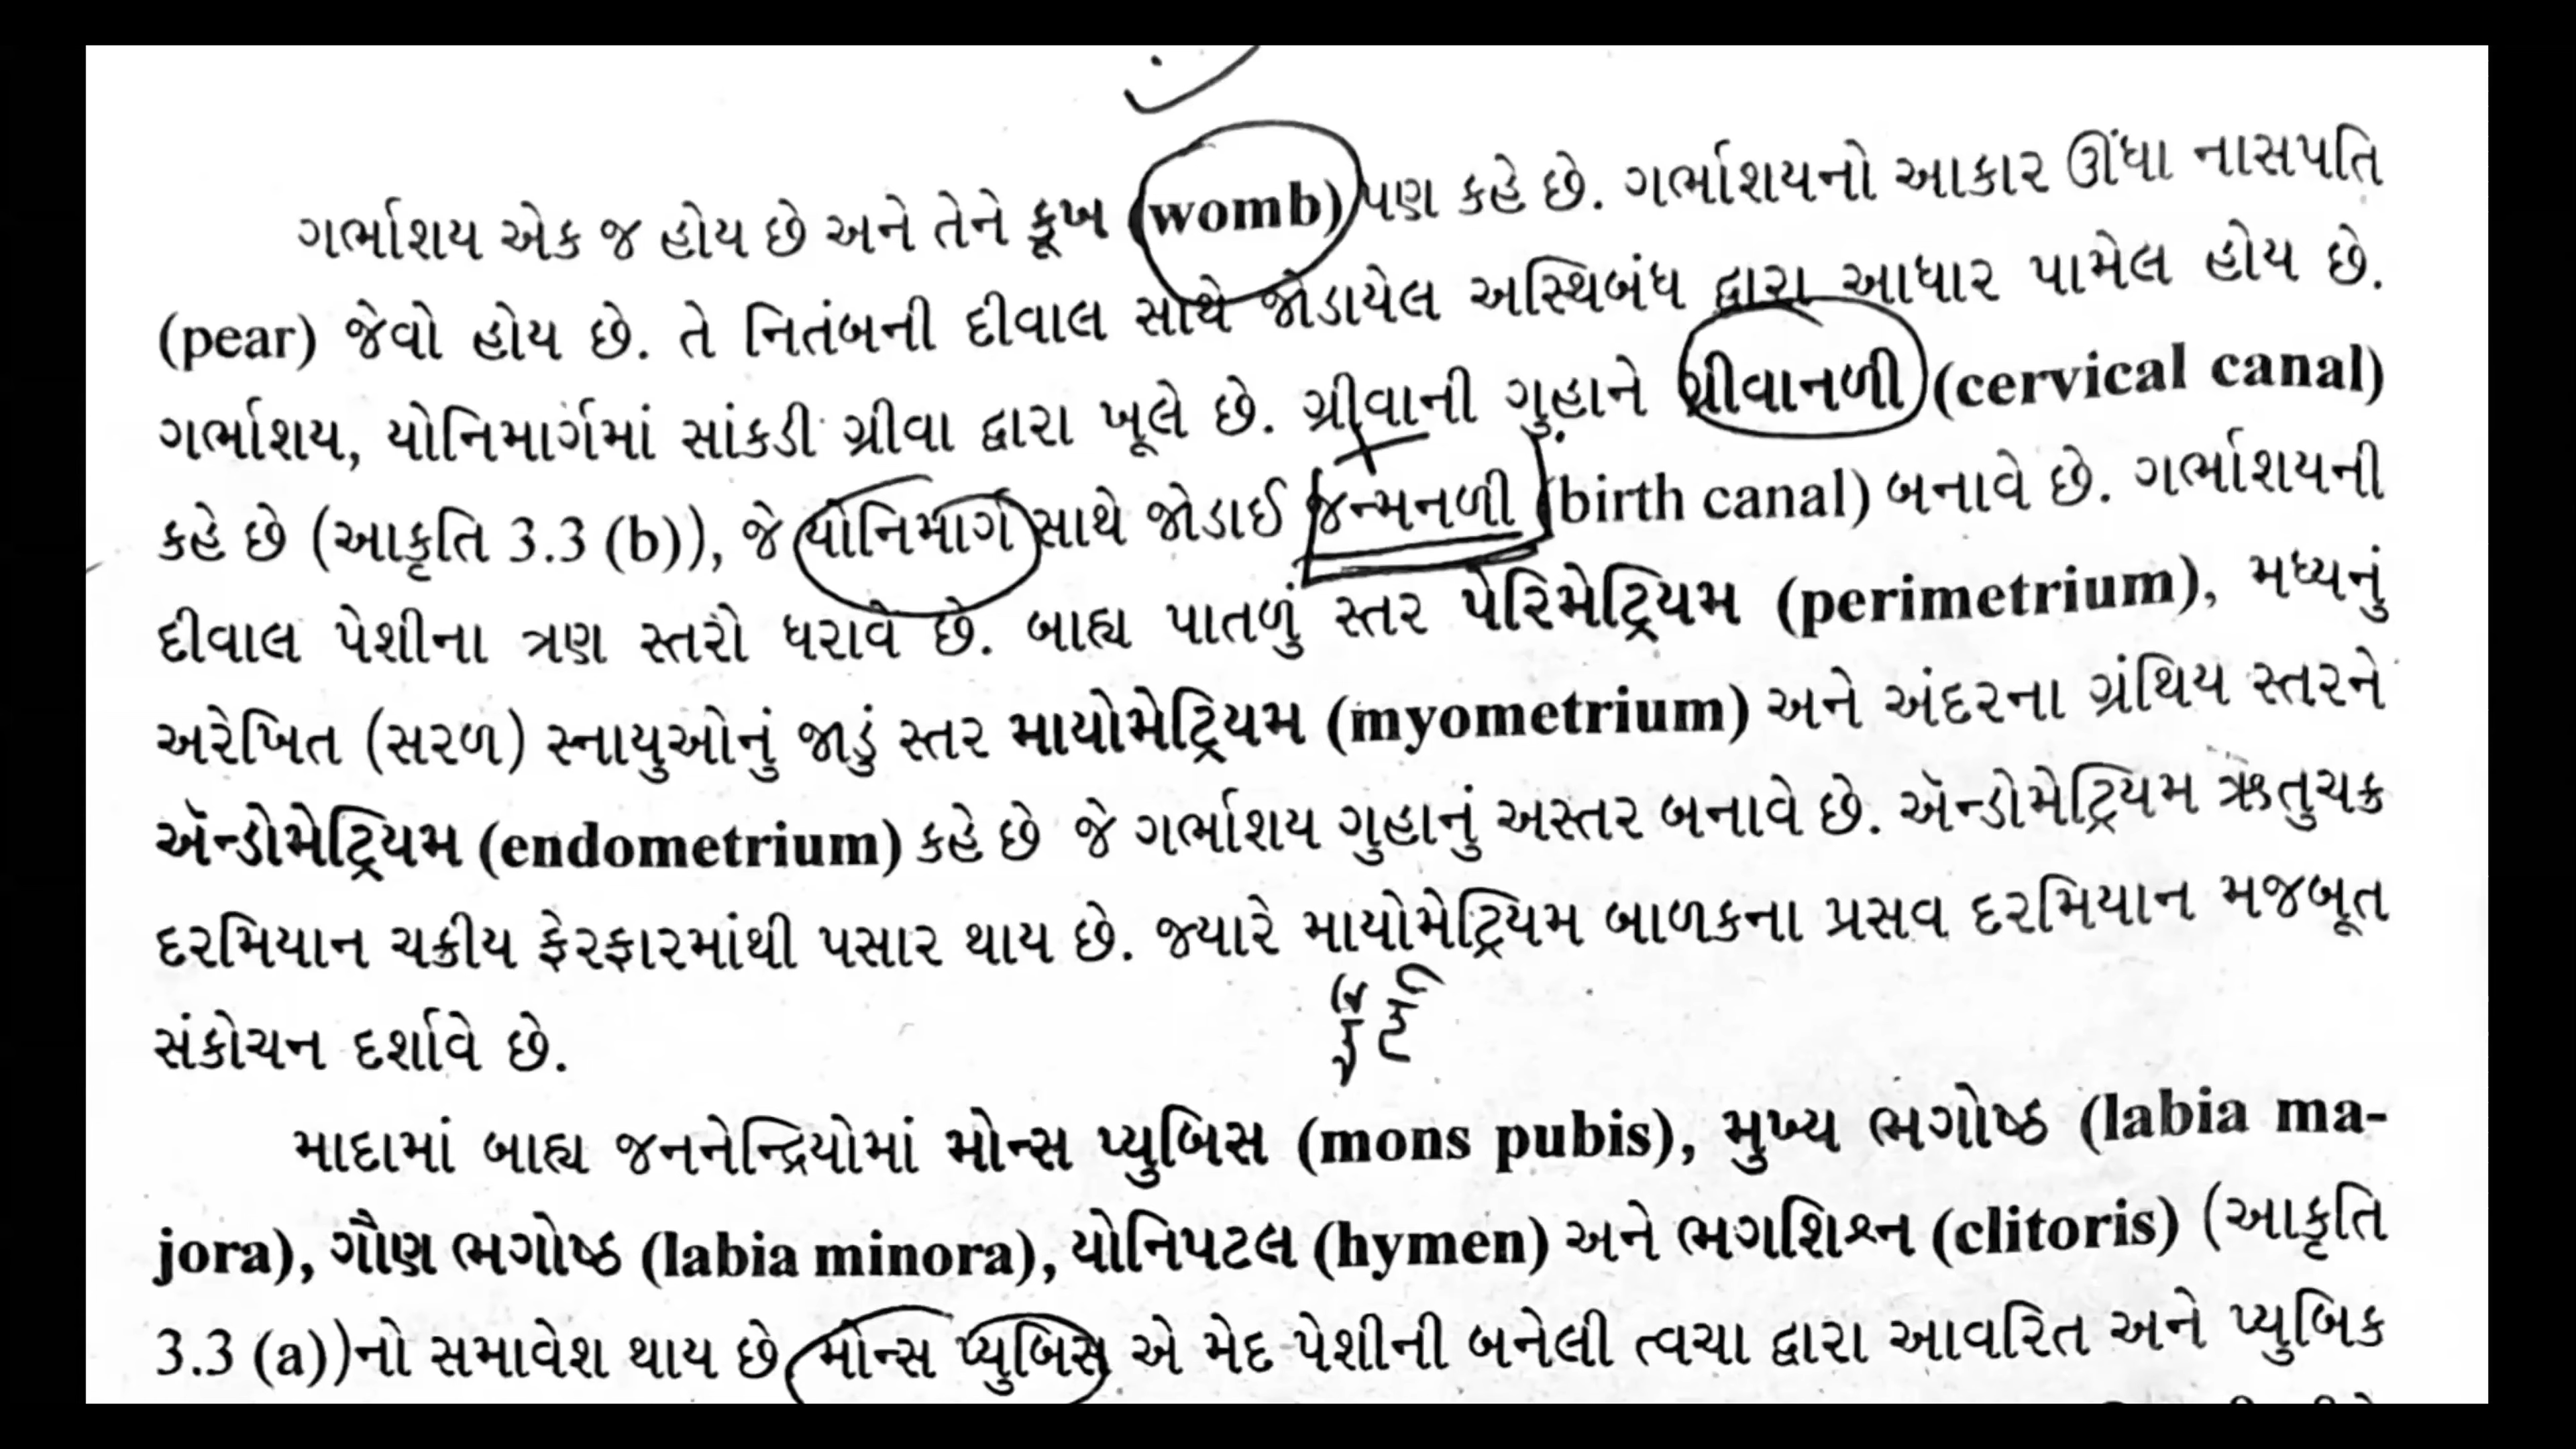 ગર્ભાશય એક જ હોય છે અને તેને કૂખ (womb) પણ કહે છે. ગર્ભાશયનો આકાર ઊંધા નાસપતિ
(pear) જેવો હોય છે. તે નિતંબની દીવાલ સાથે જોડાયેલ અસ્થિબંધ દ્વારા આધાર પામેલ હોય છે.
ગર્ભાશય, યોનિમાર્ગમાં સાંકડી ગ્રીવા દ્વારા ખૂલે છે. ગ્રીવાની ગુહાને ગ્રીવાનળી (cervical canal)
કહે છે (આકૃતિ 3.3 (b)), જે યોનિમાર્ગ સાથે જોડાઈ જન્મનળી (birth canal) બનાવે છે. ગર્ભાશયની
દીવાલ પેશીના ત્રણ સ્તરો ધરાવે છે. બાહ્ય પાતળું સ્તર પેરિમેટ્રિયમ (perimetrium), મધ્યનું
અરેખિત (સરળ) સ્નાયુઓનું જાડું સ્તર માયોમેટ્રિયમ (myometrium) અને અંદરના ગ્રંથિય સ્તરને
ઍન્ડોમેટ્રિયમ (endometrium) કહે છે જે ગર્ભાશય ગુહાનું અસ્તર બનાવે છે. ઍન્ડોમેટ્રિયમ ઋતુચક્ર
દરમિયાન ચક્રીય ફેરફારમાંથી પસાર થાય છે. જ્યારે માયોમેટ્રિયમ બાળકના પ્રસવ દરમિયાન મજબૂત
સંકોચન દર્શાવે છે.
માદામાં બાહ્ય જનનેન્દ્રિયોમાં મોન્સ પ્યુબિસ (mons pubis), મુખ્ય ભગોષ્ઠ (labia ma-
jora), ગૌણ ભગોષ્ઠ (labia minora), યોનિપટલ (hymen) અને ભગશિશ્ન (clitoris) (આકૃતિ
3.3 (a))નો સમાવેશ થાય છે. મોન્સ પ્યુબિસ એ મેદ પેશીની બનેલી ત્વચા દ્વારા આવરિત અને પ્યુબિક